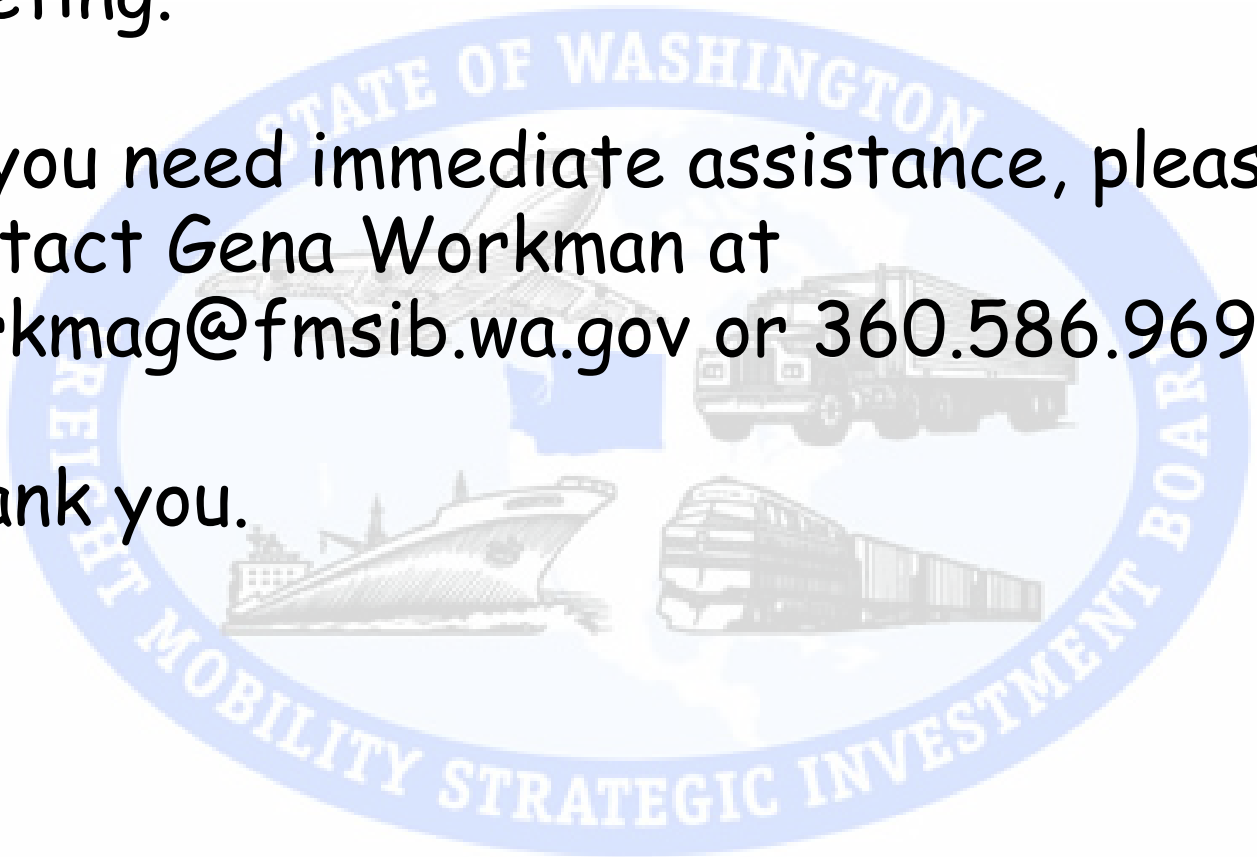 eting.
you need immediate assistance, pleas
tact Gena Workman at
rkmag@fmsib.wa.gov or 360.586.969
ank you.
STATE OF WASHINGTON
FREIGHT MOBILITY STRATEGIC INVESTMENT BOARD